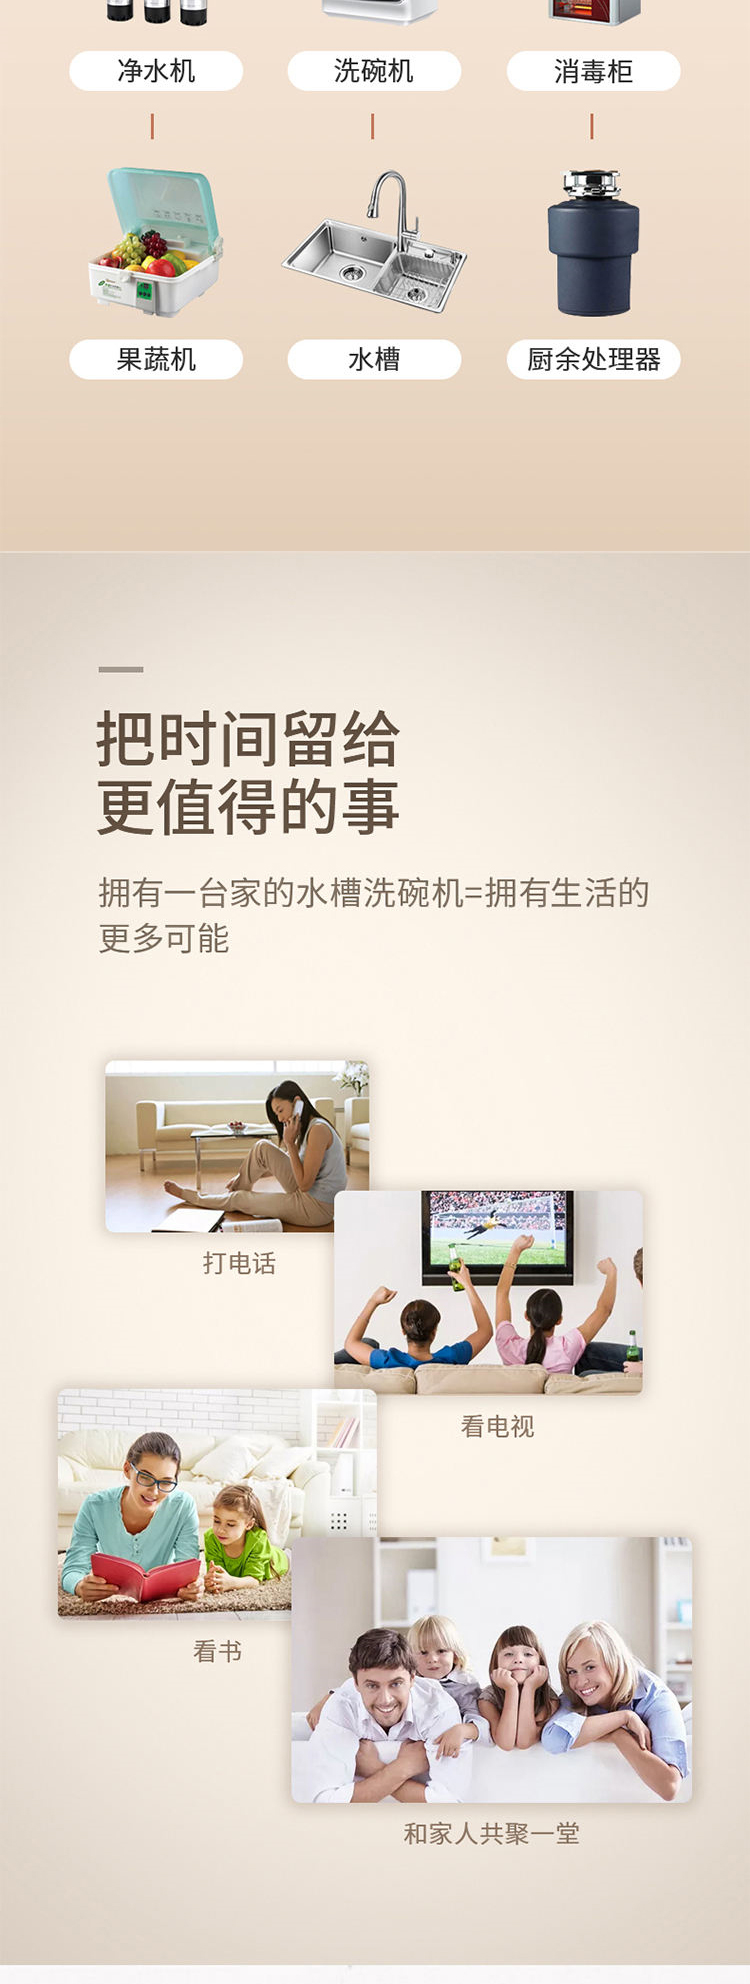 净水机
洗碗机
消毒柜
果蔬机
水槽
厨余处理器
把时间留给
更值得的事
拥有一台家的水槽洗碗机=拥有生活的
更多可能
打电话
看电视
看书
和家人共聚一堂